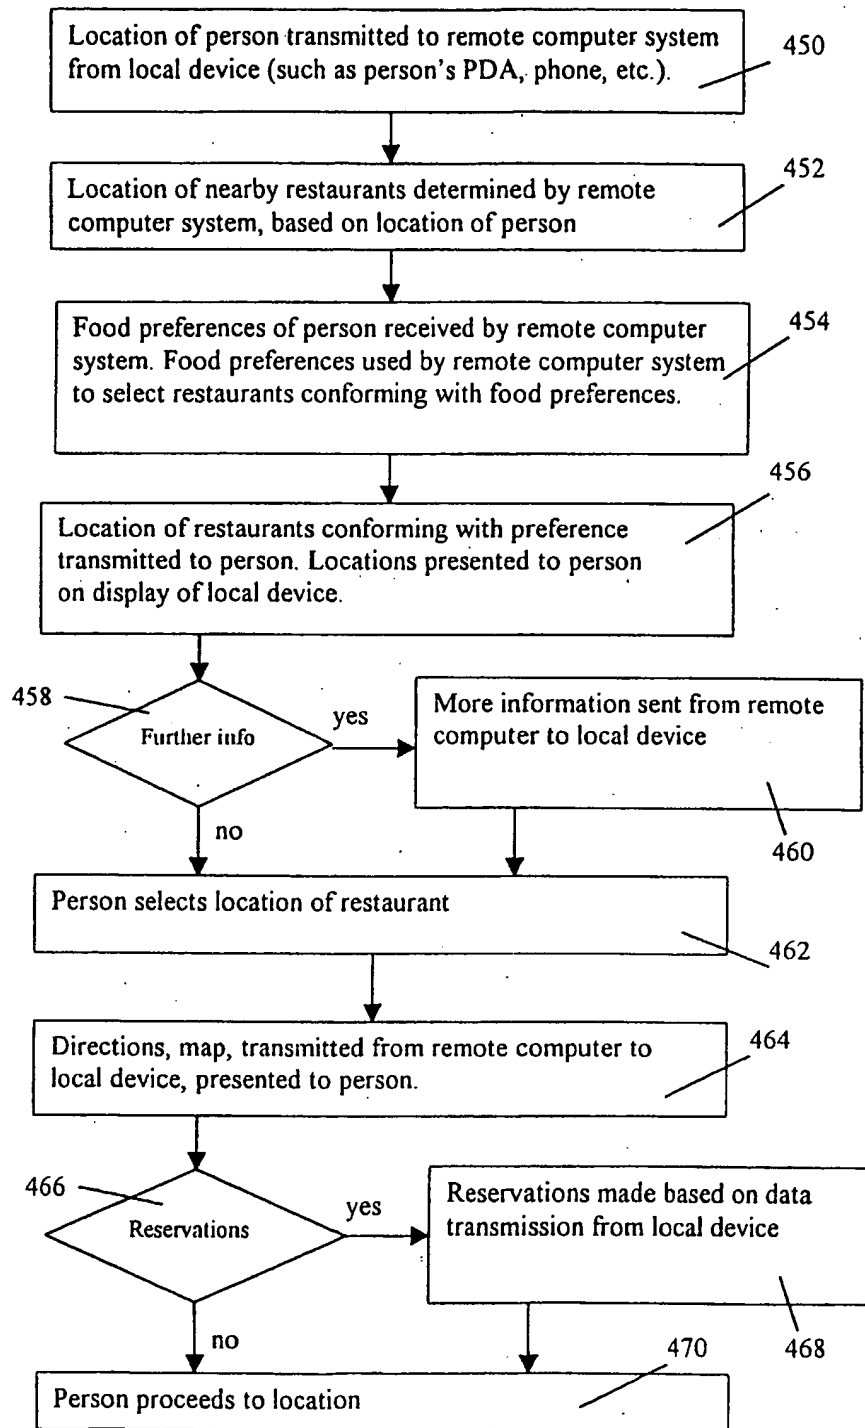 Location of person transmitted to remote computer system
from local device (such as person's PDA, phone, etc.).
450
Location of nearby restaurants determined by remote
computer system, based on location of person
452
Food preferences of person received by remote computer
system. Food preferences used by remote computer system
to select restaurants conforming with food preferences.
454
Location of restaurants conforming with preference
transmitted to person. Locations presented to person
on display of local device.
456
458
Further info
yes
no
More information sent from remote
computer to local device
460
Person selects location of restaurant
462
Directions, map, transmitted from remote computer to
local device, presented to person.
464
466
Reservations
yes
no
Reservations made based on data
transmission from local device
468
Person proceeds to location
470